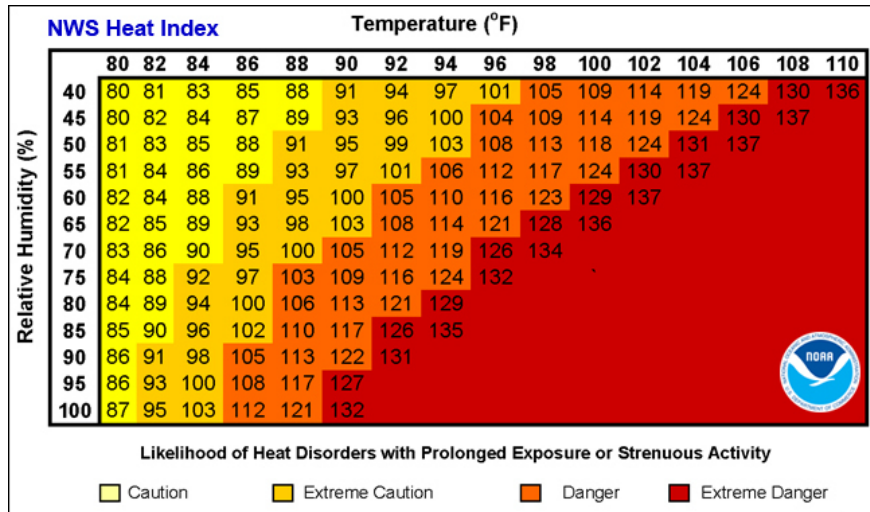 NWS Heat Index
Temperature (°F)
80 82 84 86 88 90 92 94 96 98 100 102 104 106 108 110
Relative Humidity (%)
40 80 81 83 85 88 91 94 97 101 105 109 114 119 124 130 136
45 80 82 84 87 89 93 96 100 104 109 114 119 124 130 137
50 81 83 85 88 91 95 99 103 108 113 118 124 131 137
55 81 84 86 89 93 97 101 106 112 117 124 130 137
60 82 84 88 91 95 100 105 110 116 123 129 137
65 82 85 89 93 98 103 108 114 121 128 136
70 83 86 90 95 100 105 112 119 126 134
75 84 88 92 97 103 109 116 124 132
80 84 89 94 100 106 113 121 129
85 85 90 96 102 110 117 126 135
90 86 91 98 105 113 122 131
95 86 93 100 108 117 127
100 87 95 103 112 121 132
NOAA
Likelihood of Heat Disorders with Prolonged Exposure or Strenuous Activity
Caution
Extreme Caution
Danger
Extreme Danger